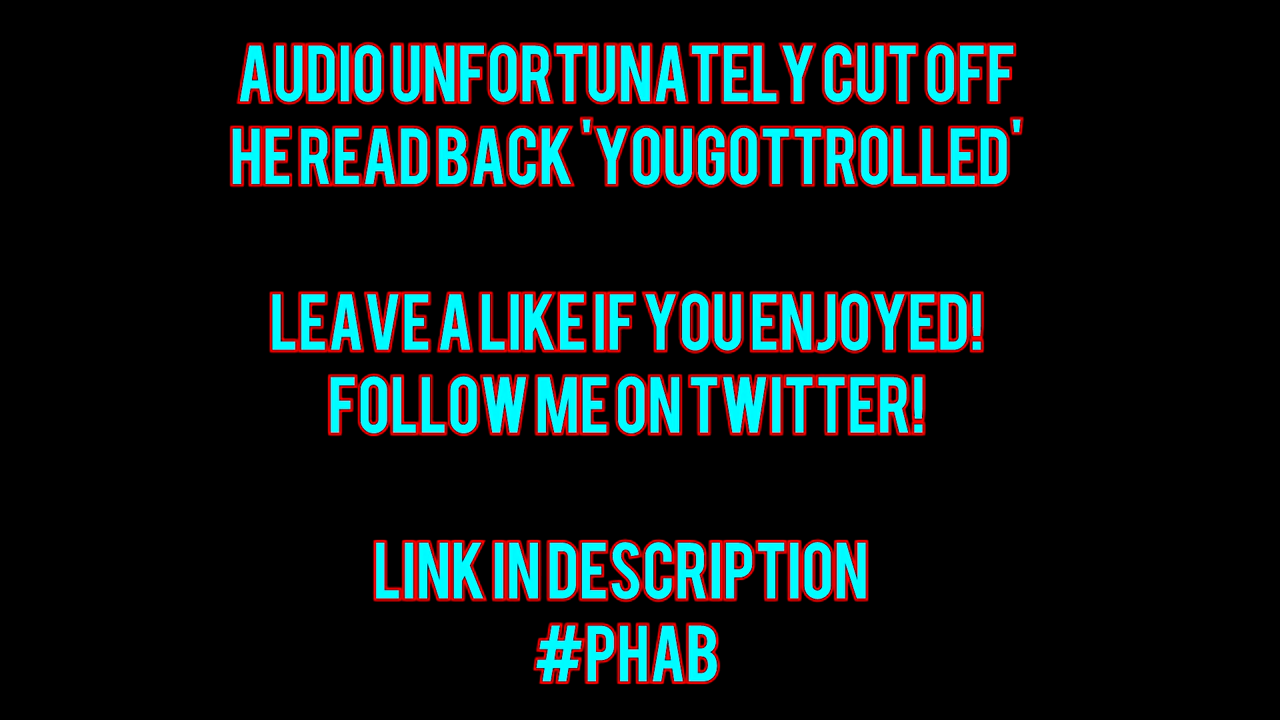 AUDIO UNFORTUNATELY CUT OFF
HE READ BACK 'YOUGOTTROLLED'
LEAVE A LIKE IF YOU ENJOYED!
FOLLOW ME ON TWITTER!
LINK IN DESCRIPTION
#PHAB